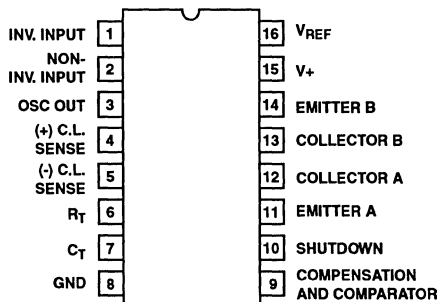 INV. INPUT 1
NON-
INV. INPUT 2
OSC OUT 3
(+) C.L.
SENSE 4
(-) C.L.
SENSE 5
RT 6
CT 7
GND 8
16 VREF
15 V+
14 EMITTER B
13 COLLECTOR B
12 COLLECTOR A
11 EMITTER A
10 SHUTDOWN
9 COMPENSATION
AND COMPARATOR